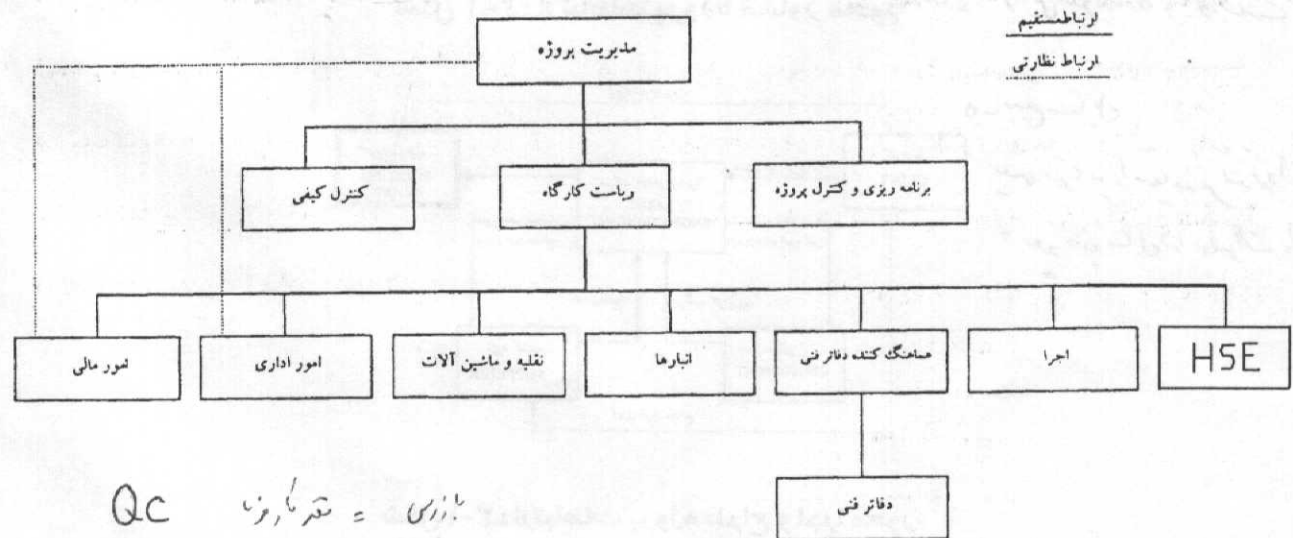 ارتباط مستقیم
ارتباط نظارتی
مدیریت پروژه
برنامه ریزی و کنترل پروژه
ریاست کارگاه
کنترل کیفی
HSE
اجرا
هماهنگ کننده دفاتر فنی
انبارها
نقلیه و ماشین آلات
امور اداری
امور مالی
دفاتر فنی
بازرسی =
QC